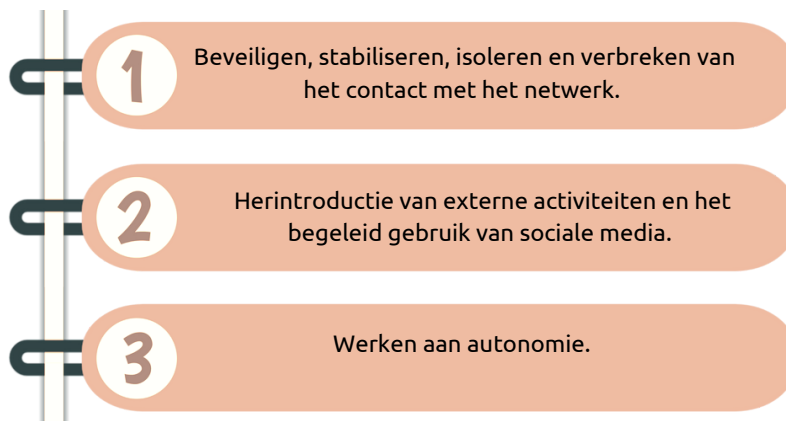 1
Beveiligen, stabiliseren, isoleren en verbreken van
het contact met het netwerk.
2
Herintroductie van externe activiteiten en het
begeleid gebruik van sociale media.
3
Werken aan autonomie.